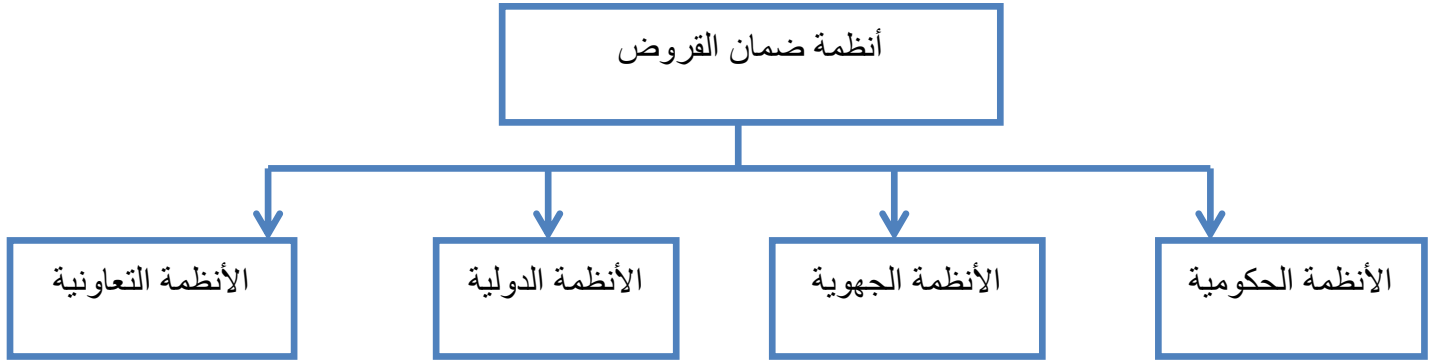 أنظمة ضمان القروض
الأنظمة الحكومية
الأنظمة الجهوية
الأنظمة الدولية
الأنظمة التعاونية